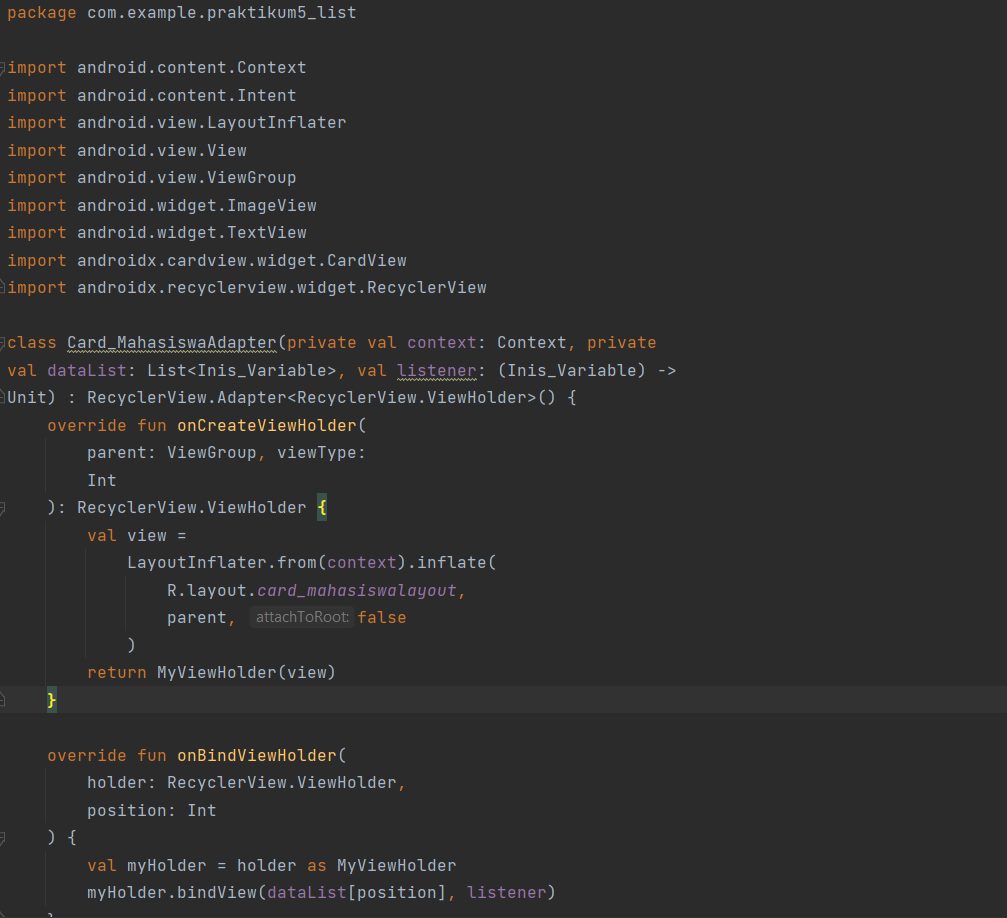 package com.example.praktikum5_list
import android.content.Context
import android.content.Intent
import android.view.LayoutInflater
import android.view.View
import android.view.ViewGroup
import android.widget.ImageView
import android.widget.TextView
import androidx.cardview.widget.CardView
import androidx.recyclerview.widget.RecyclerView
class Card_MahasiswaAdapter(private val context: Context, private
val dataList: List<Inis_Variable>, val listener: (Inis_Variable) ->
Unit) : RecyclerView.Adapter<RecyclerView.ViewHolder>() {
override fun onCreateViewHolder(
parent: ViewGroup, viewType:
Int
): RecyclerView.ViewHolder {
val view =
LayoutInflater.from(context).inflate(
R.layout.card_mahasiswalayout,
parent, attachToRoot: false
)
return MyViewHolder(view)
}
override fun onBindViewHolder(
holder: RecyclerView.ViewHolder,
position: Int
) {
val myHolder = holder as MyViewHolder
myHolder.bindView(dataList[position], listener)
}